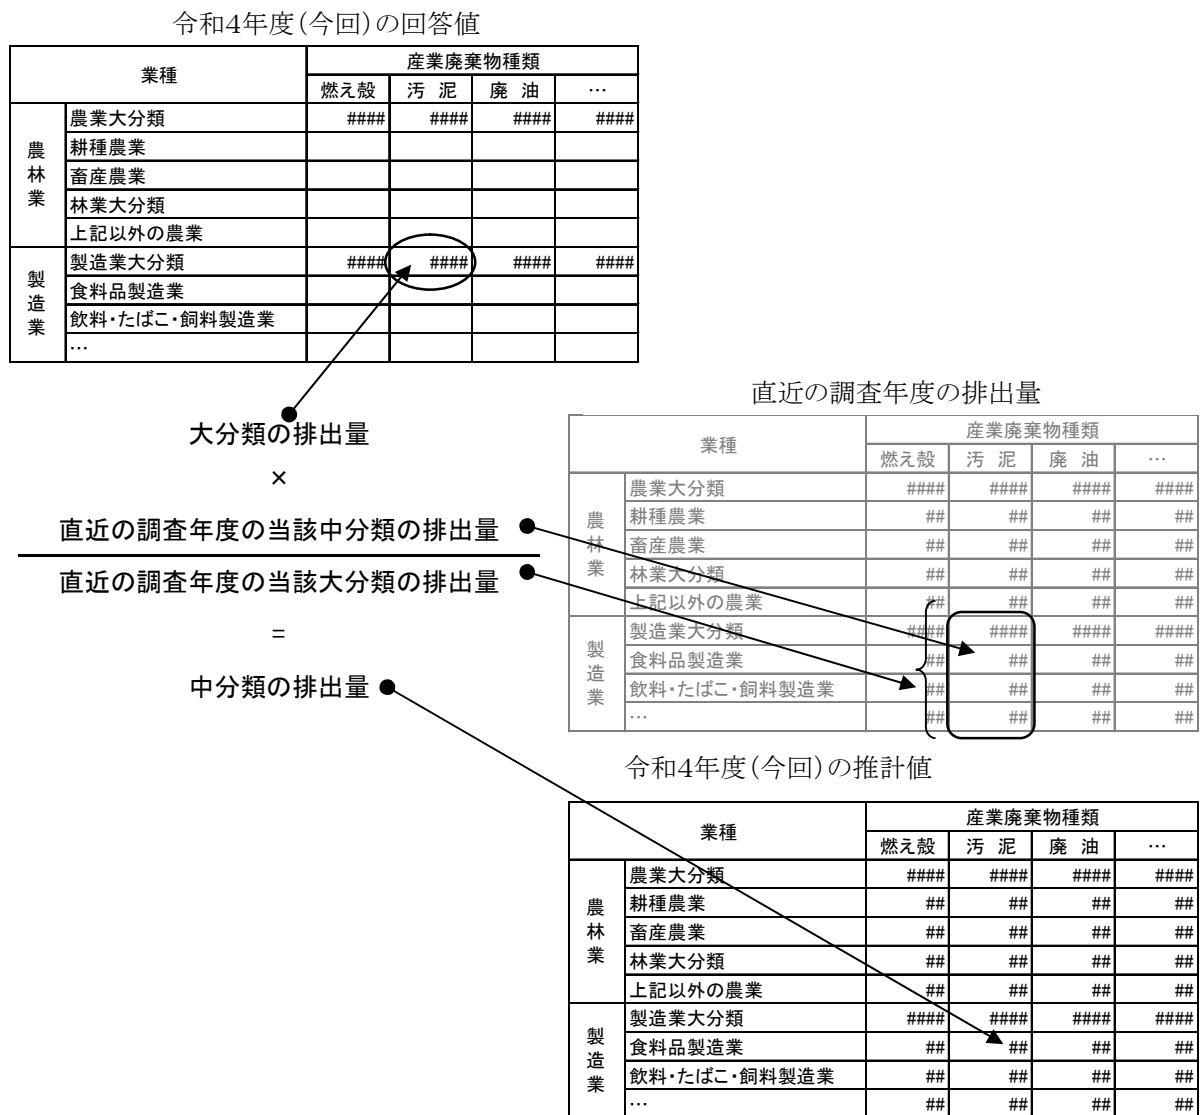 令和4年度(今回)の回答値
業種 産業廃棄物種類
燃え殻 汚 泥 廃 油 …
農林業
農業大分類 #### #### #### ####
耕種農業
畜産農業
林業大分類
上記以外の農業
製造業
製造業大分類 #### #### #### ####
食料品製造業
飲料・たばこ・飼料製造業
…
大分類の排出量
×
直近の調査年度の当該中分類の排出量
直近の調査年度の当該大分類の排出量
=
中分類の排出量
直近の調査年度の排出量
業種 産業廃棄物種類
燃え殻 汚 泥 廃 油 …
農林業
農業大分類 #### #### #### ####
耕種農業 ## ## ## ##
畜産農業 ## ## ## ##
林業大分類 ## ## ## ##
上記以外の農業 ## ## ## ##
製造業
製造業大分類 #### #### #### ####
食料品製造業 ## ## ## ##
飲料・たばこ・飼料製造業 ## ## ## ##
… ## ## ## ##
令和4年度(今回)の推計値
業種 産業廃棄物種類
燃え殻 汚 泥 廃 油 …
農林業
農業大分類 #### #### #### ####
耕種農業 ## ## ## ##
畜産農業 ## ## ## ##
林業大分類 ## ## ## ##
上記以外の農業 ## ## ## ##
製造業
製造業大分類 #### #### #### ####
食料品製造業 ## ## ## ##
飲料・たばこ・飼料製造業 ## ## ## ##
… ## ## ## ##